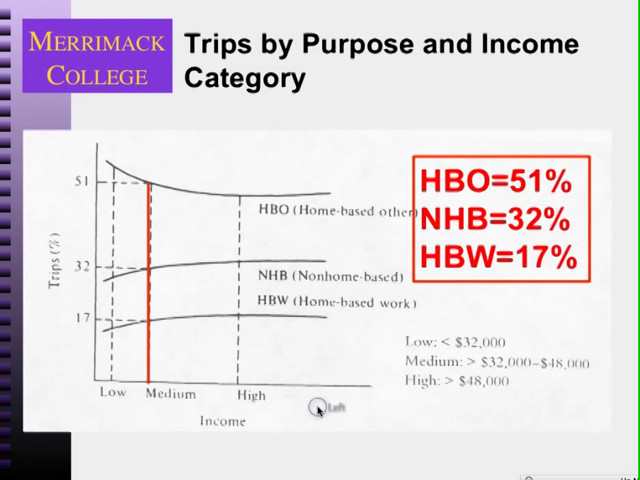 MERRIMACK
COLLEGE
Trips by Purpose and Income
Category
HBO=51%
NHB=32%
HBW=17%
51
32
17
Trips (%)
HBO (Home-based other)
NHB (Nonhome-based)
HBW (Home-based work)
Low: < $32,000
Medium: > $32,000–$48,000
High: > $48,000
Low
Medium
High
Income
Left